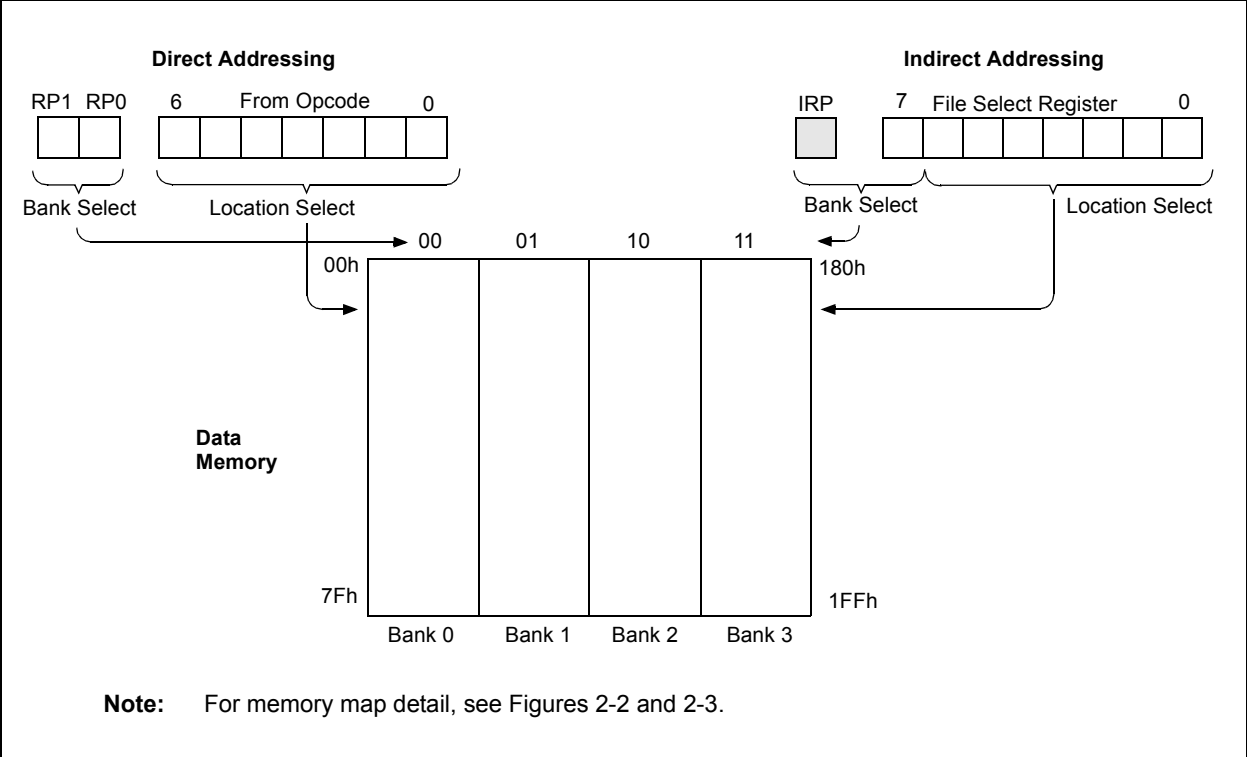 Direct Addressing
Indirect Addressing
RP1 RP0 6 From Opcode 0
IRP 7 File Select Register 0
Bank Select Location Select
Bank Select Location Select
00 01 10 11
00h 180h
Data
Memory
7Fh 1FFh
Bank 0 Bank 1 Bank 2 Bank 3
Note: For memory map detail, see Figures 2-2 and 2-3.